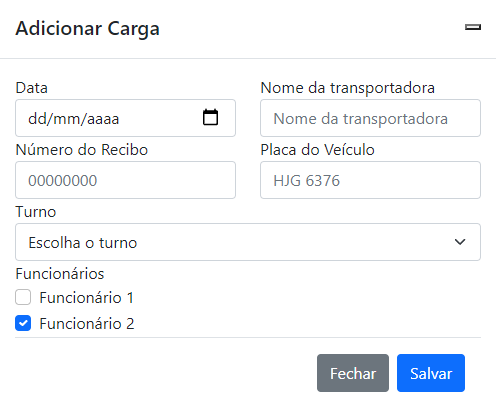 Adicionar Carga
Data Nome da transportadora
dd/mm/aaaa Nome da transportadora
Número do Recibo Placa do Veículo
00000000 HJG 6376
Turno
Escolha o turno
Funcionários
Funcionário 1
Funcionário 2
Fechar Salvar